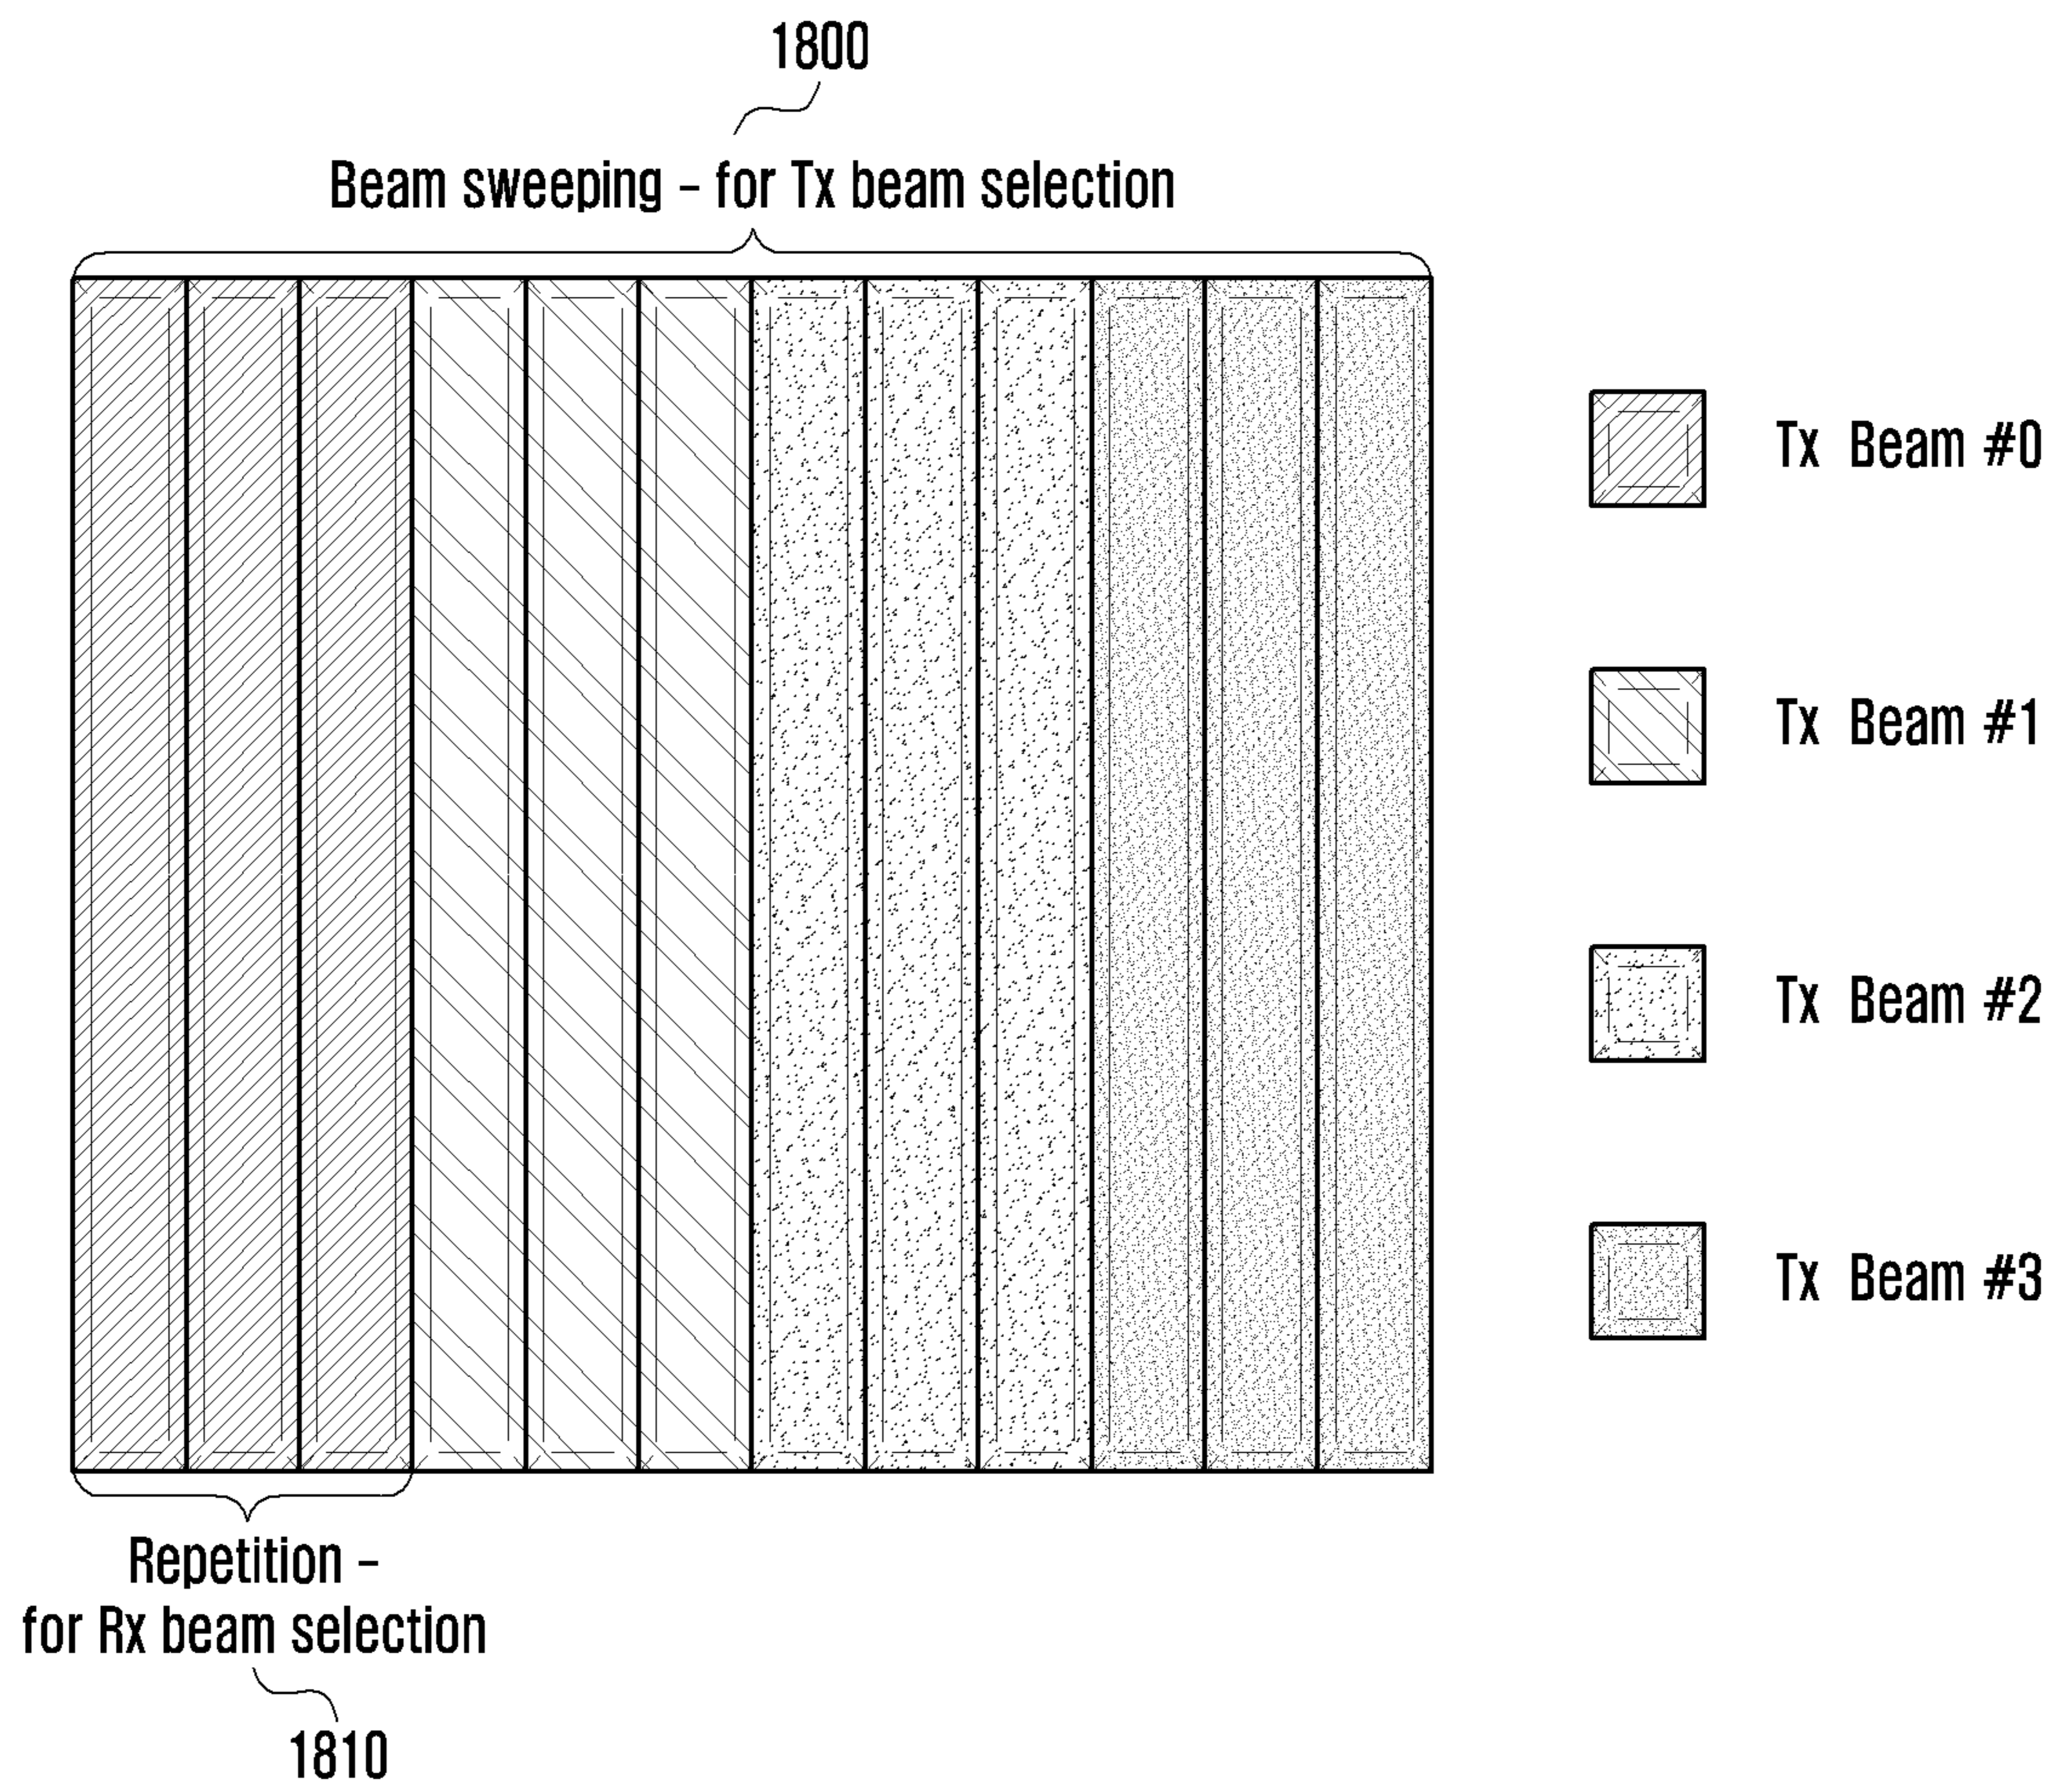 1800
Beam sweeping – for Tx beam selection
Tx Beam #0
Tx Beam #1
Tx Beam #2
Tx Beam #3
Repetition –
for Rx beam selection
1810